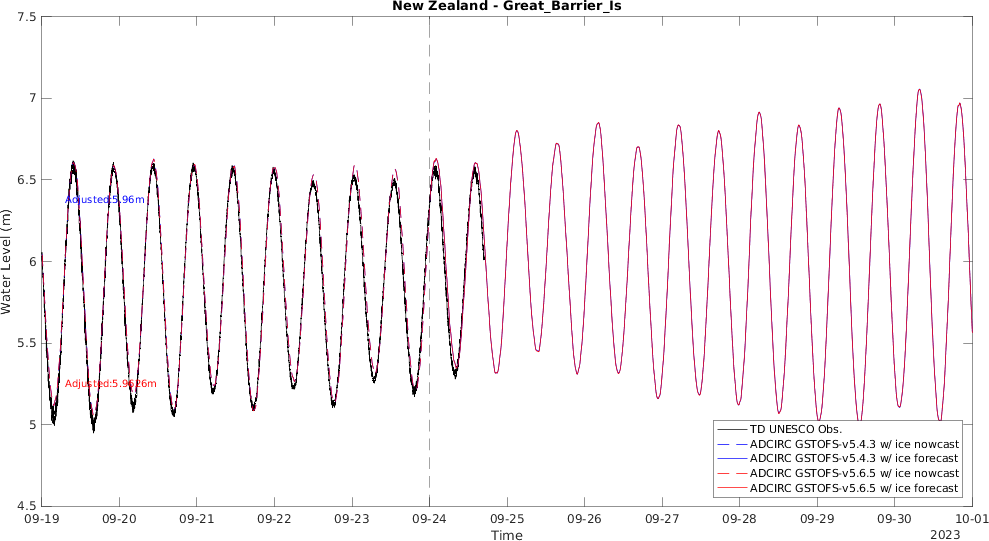 New Zealand - Great_Barrier_Is
7.5
7
6.5
6
5.5
5
4.5
Water Level (m)
Adjusted:5.96m
Adjusted:5.9526m
TD UNESCO Obs.
ADCIRC GSTOFS-v5.4.3 w/ ice nowcast
ADCIRC GSTOFS-v5.4.3 w/ ice forecast
ADCIRC GSTOFS-v5.6.5 w/ ice nowcast
ADCIRC GSTOFS-v5.6.5 w/ ice forecast
09-19 09-20 09-21 09-22 09-23 09-24 09-25 09-26 09-27 09-28 09-29 09-30 10-01
Time
2023